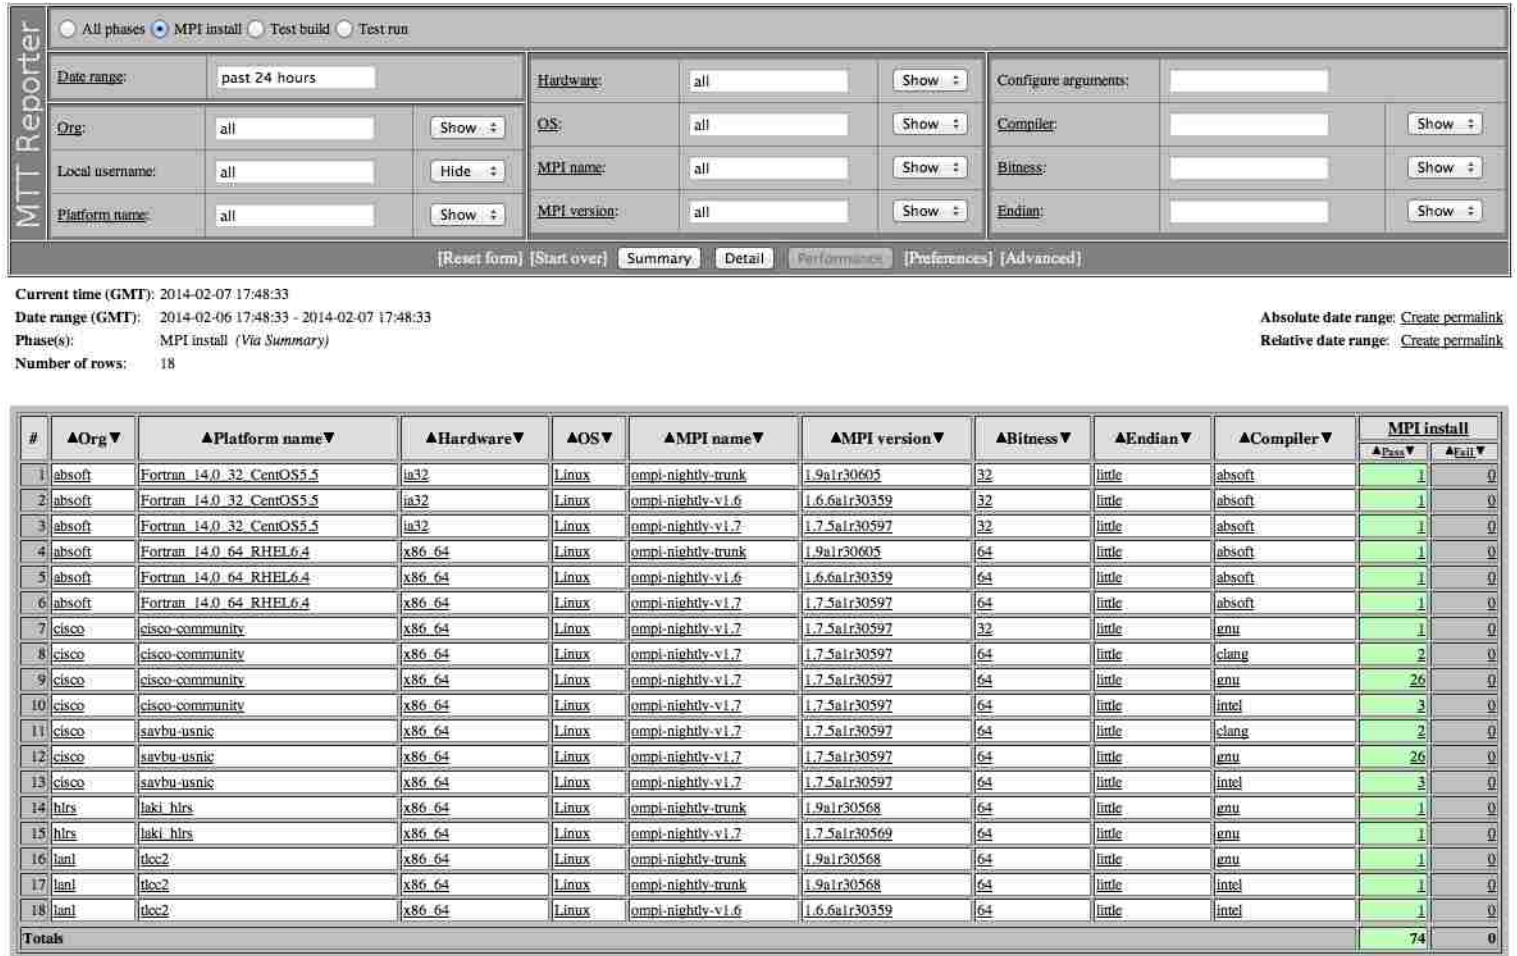 MTT Reporter
All phases MPI install Test build Test run
Date range: past 24 hours
Org: all Show
Local username: all Hide
Platform name: all Show
Hardware: all Show
OS: all Show
MPI name: all Show
MPI version: all Show
Configure arguments:
Compiler: Show
Bitness: Show
Endian: Show
[Reset form] [Start over] Summary Detail Performance [Preferences] [Advanced]
Current time (GMT): 2014-02-07 17:48:33
Date range (GMT): 2014-02-06 17:48:33 - 2014-02-07 17:48:33
Phase(s): MPI install (Via Summary)
Number of rows: 18
Absolute date range: Create permalink
Relative date range: Create permalink
# ▲Org▼ ▲Platform name▼ ▲Hardware▼ ▲OS▼ ▲MPI name▼ ▲MPI version▼ ▲Bitness▼ ▲Endian▼ ▲Compiler▼ MPI install
▲Pass▼ ▲Fail▼
1 absoft Fortran_14.0_32_CentOS5.5 ia32 Linux ompi-nightly-trunk 1.9a1r30605 32 little absoft 1 0
2 absoft Fortran_14.0_32_CentOS5.5 ia32 Linux ompi-nightly-v1.6 1.6.6a1r30359 32 little absoft 1 0
3 absoft Fortran_14.0_32_CentOS5.5 ia32 Linux ompi-nightly-v1.7 1.7.5a1r30597 32 little absoft 1 0
4 absoft Fortran_14.0_64_RHEL6.4 x86_64 Linux ompi-nightly-trunk 1.9a1r30605 64 little absoft 1 0
5 absoft Fortran_14.0_64_RHEL6.4 x86_64 Linux ompi-nightly-v1.6 1.6.6a1r30359 64 little absoft 1 0
6 absoft Fortran_14.0_64_RHEL6.4 x86_64 Linux ompi-nightly-v1.7 1.7.5a1r30597 64 little absoft 1 0
7 cisco cisco-community x86_64 Linux ompi-nightly-v1.7 1.7.5a1r30597 32 little gnu 1 0
8 cisco cisco-community x86_64 Linux ompi-nightly-v1.7 1.7.5a1r30597 64 little clang 2 0
9 cisco cisco-community x86_64 Linux ompi-nightly-v1.7 1.7.5a1r30597 64 little gnu 26 0
10 cisco cisco-community x86_64 Linux ompi-nightly-v1.7 1.7.5a1r30597 64 little intel 3 0
11 cisco savbu-usnic x86_64 Linux ompi-nightly-v1.7 1.7.5a1r30597 64 little clang 2 0
12 cisco savbu-usnic x86_64 Linux ompi-nightly-v1.7 1.7.5a1r30597 64 little gnu 26 0
13 cisco savbu-usnic x86_64 Linux ompi-nightly-v1.7 1.7.5a1r30597 64 little intel 3 0
14 hlrs laki_hlrs x86_64 Linux ompi-nightly-trunk 1.9a1r30568 64 little gnu 1 0
15 hlrs laki_hlrs x86_64 Linux ompi-nightly-v1.7 1.7.5a1r30569 64 little gnu 1 0
16 lanl tlcc2 x86_64 Linux ompi-nightly-trunk 1.9a1r30568 64 little gnu 1 0
17 lanl tlcc2 x86_64 Linux ompi-nightly-trunk 1.9a1r30568 64 little intel 1 0
18 lanl tlcc2 x86_64 Linux ompi-nightly-v1.6 1.6.6a1r30359 64 little intel 1 0
Totals 74 0